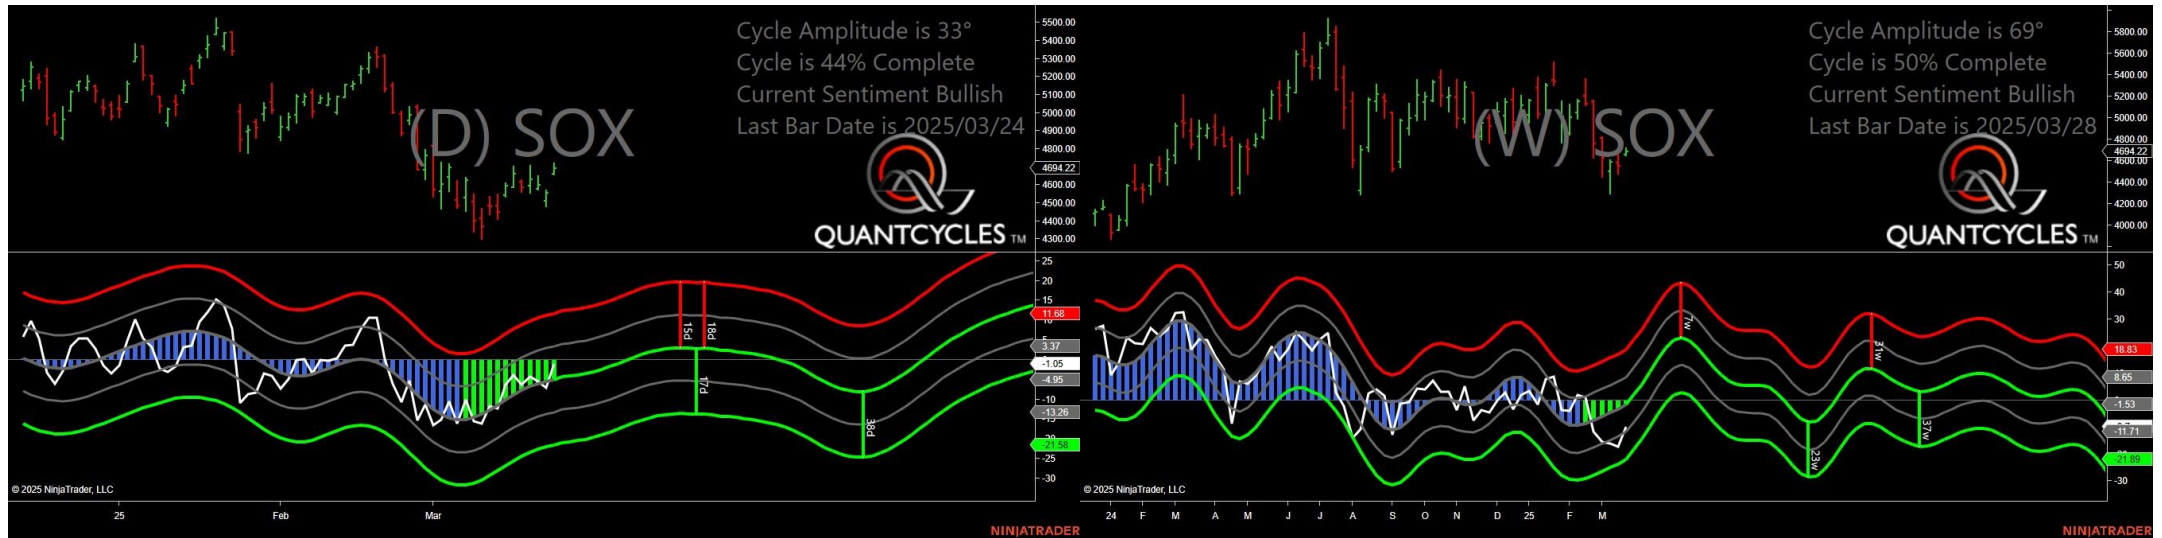 Cycle Amplitude is 33°
Cycle is 44% Complete
Current Sentiment Bullish
Last Bar Date is 2025/03/24
(D) SOX
QUANTCYCLES TM
5500.00
5400.00
5300.00
5200.00
5100.00
5000.00
4900.00
4800.00
4694.22
4600.00
4500.00
4400.00
4300.00
25
20
15
11.68
3.37
-1.05
-4.95
-10
-13.26
-21.58
-25
-30
15d
18d
17d
38d
© 2025 NinjaTrader, LLC
25
Feb
Mar
NINJATRADER
Cycle Amplitude is 69°
Cycle is 50% Complete
Current Sentiment Bullish
Last Bar Date is 2025/03/28
(W) SOX
QUANTCYCLES TM
5800.00
5600.00
5400.00
5200.00
5000.00
4800.00
4694.22
4600.00
4400.00
4200.00
4000.00
50
40
30
18.83
8.65
-1.53
-11.71
-21.89
-30
7w
31w
23w
37w
© 2025 NinjaTrader, LLC
24 F M A M J J A S O N D 25 F M
NINJATRADER